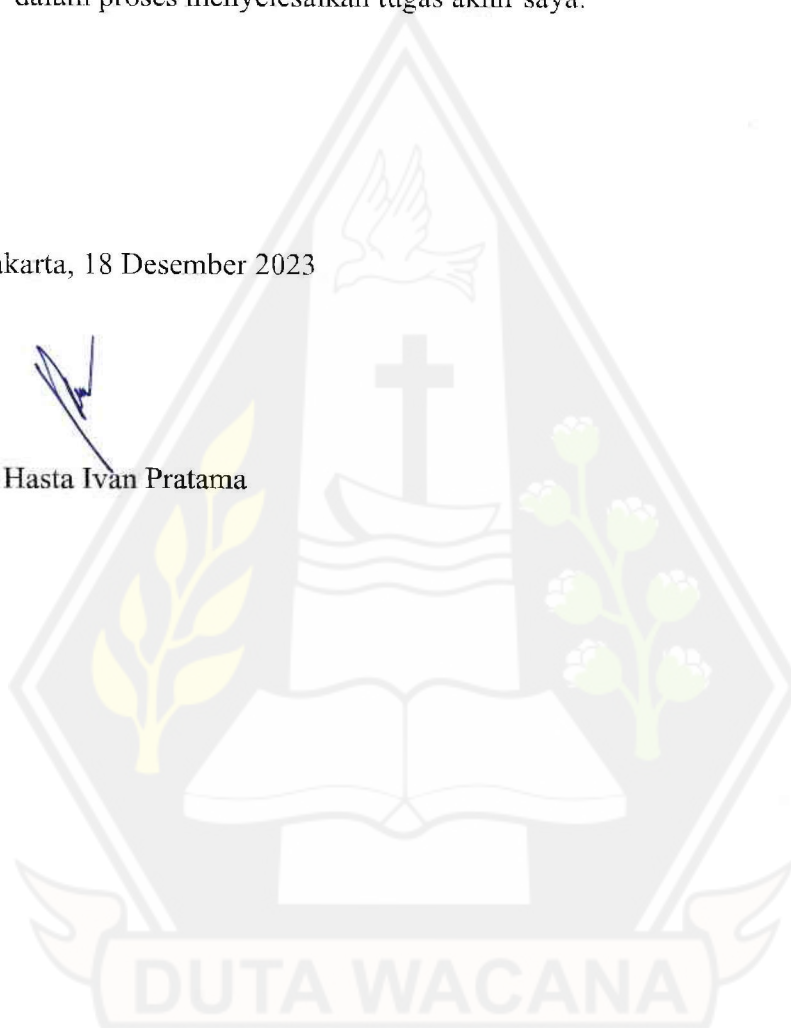 dalam proses menyelesaikan tugas akhir saya.
akarta, 18 Desember 2023
Hasta Ivan Pratama
DUTA WACANA